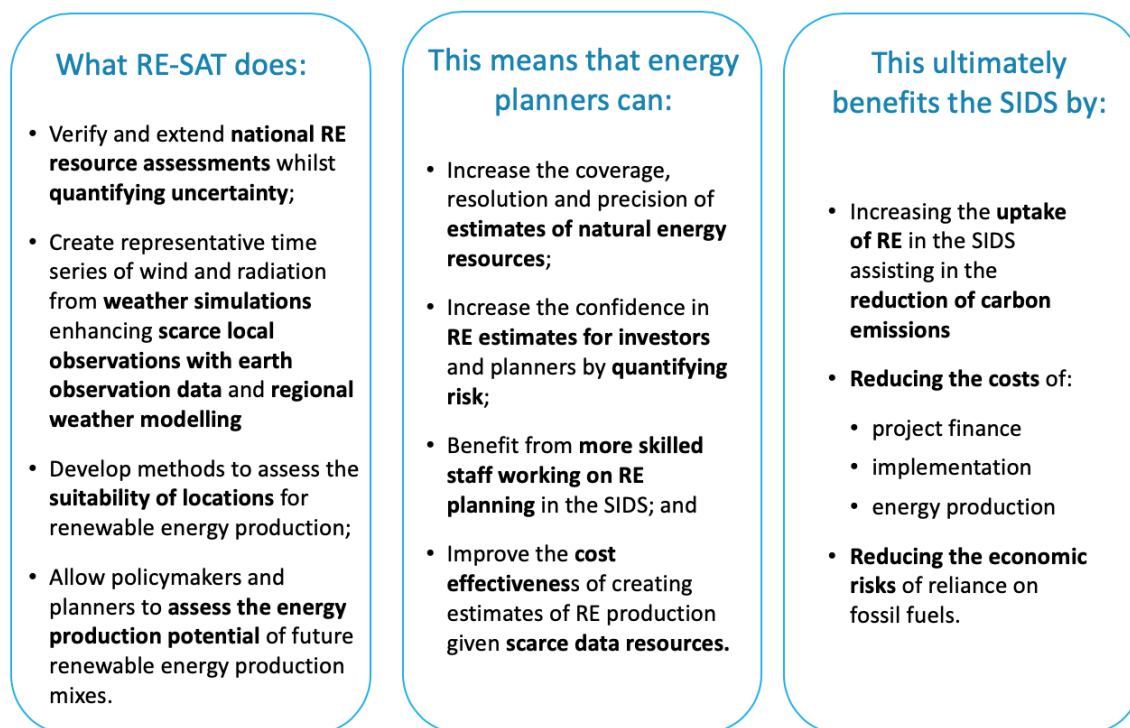 What RE-SAT does:
• Verify and extend national RE
resource assessments whilst
quantifying uncertainty;
• Create representative time
series of wind and radiation
from weather simulations
enhancing scarce local
observations with earth
observation data and regional
weather modelling
• Develop methods to assess the
suitability of locations for
renewable energy production;
• Allow policymakers and
planners to assess the energy
production potential of future
renewable energy production
mixes.
This means that energy
planners can:
• Increase the coverage,
resolution and precision of
estimates of natural energy
resources;
• Increase the confidence in
RE estimates for investors
and planners by quantifying
risk;
• Benefit from more skilled
staff working on RE
planning in the SIDS; and
• Improve the cost
effectiveness of creating
estimates of RE production
given scarce data resources.
This ultimately
benefits the SIDS by:
• Increasing the uptake
of RE in the SIDS
assisting in the
reduction of carbon
emissions
• Reducing the costs of:
• project finance
• implementation
• energy production
• Reducing the economic
risks of reliance on
fossil fuels.